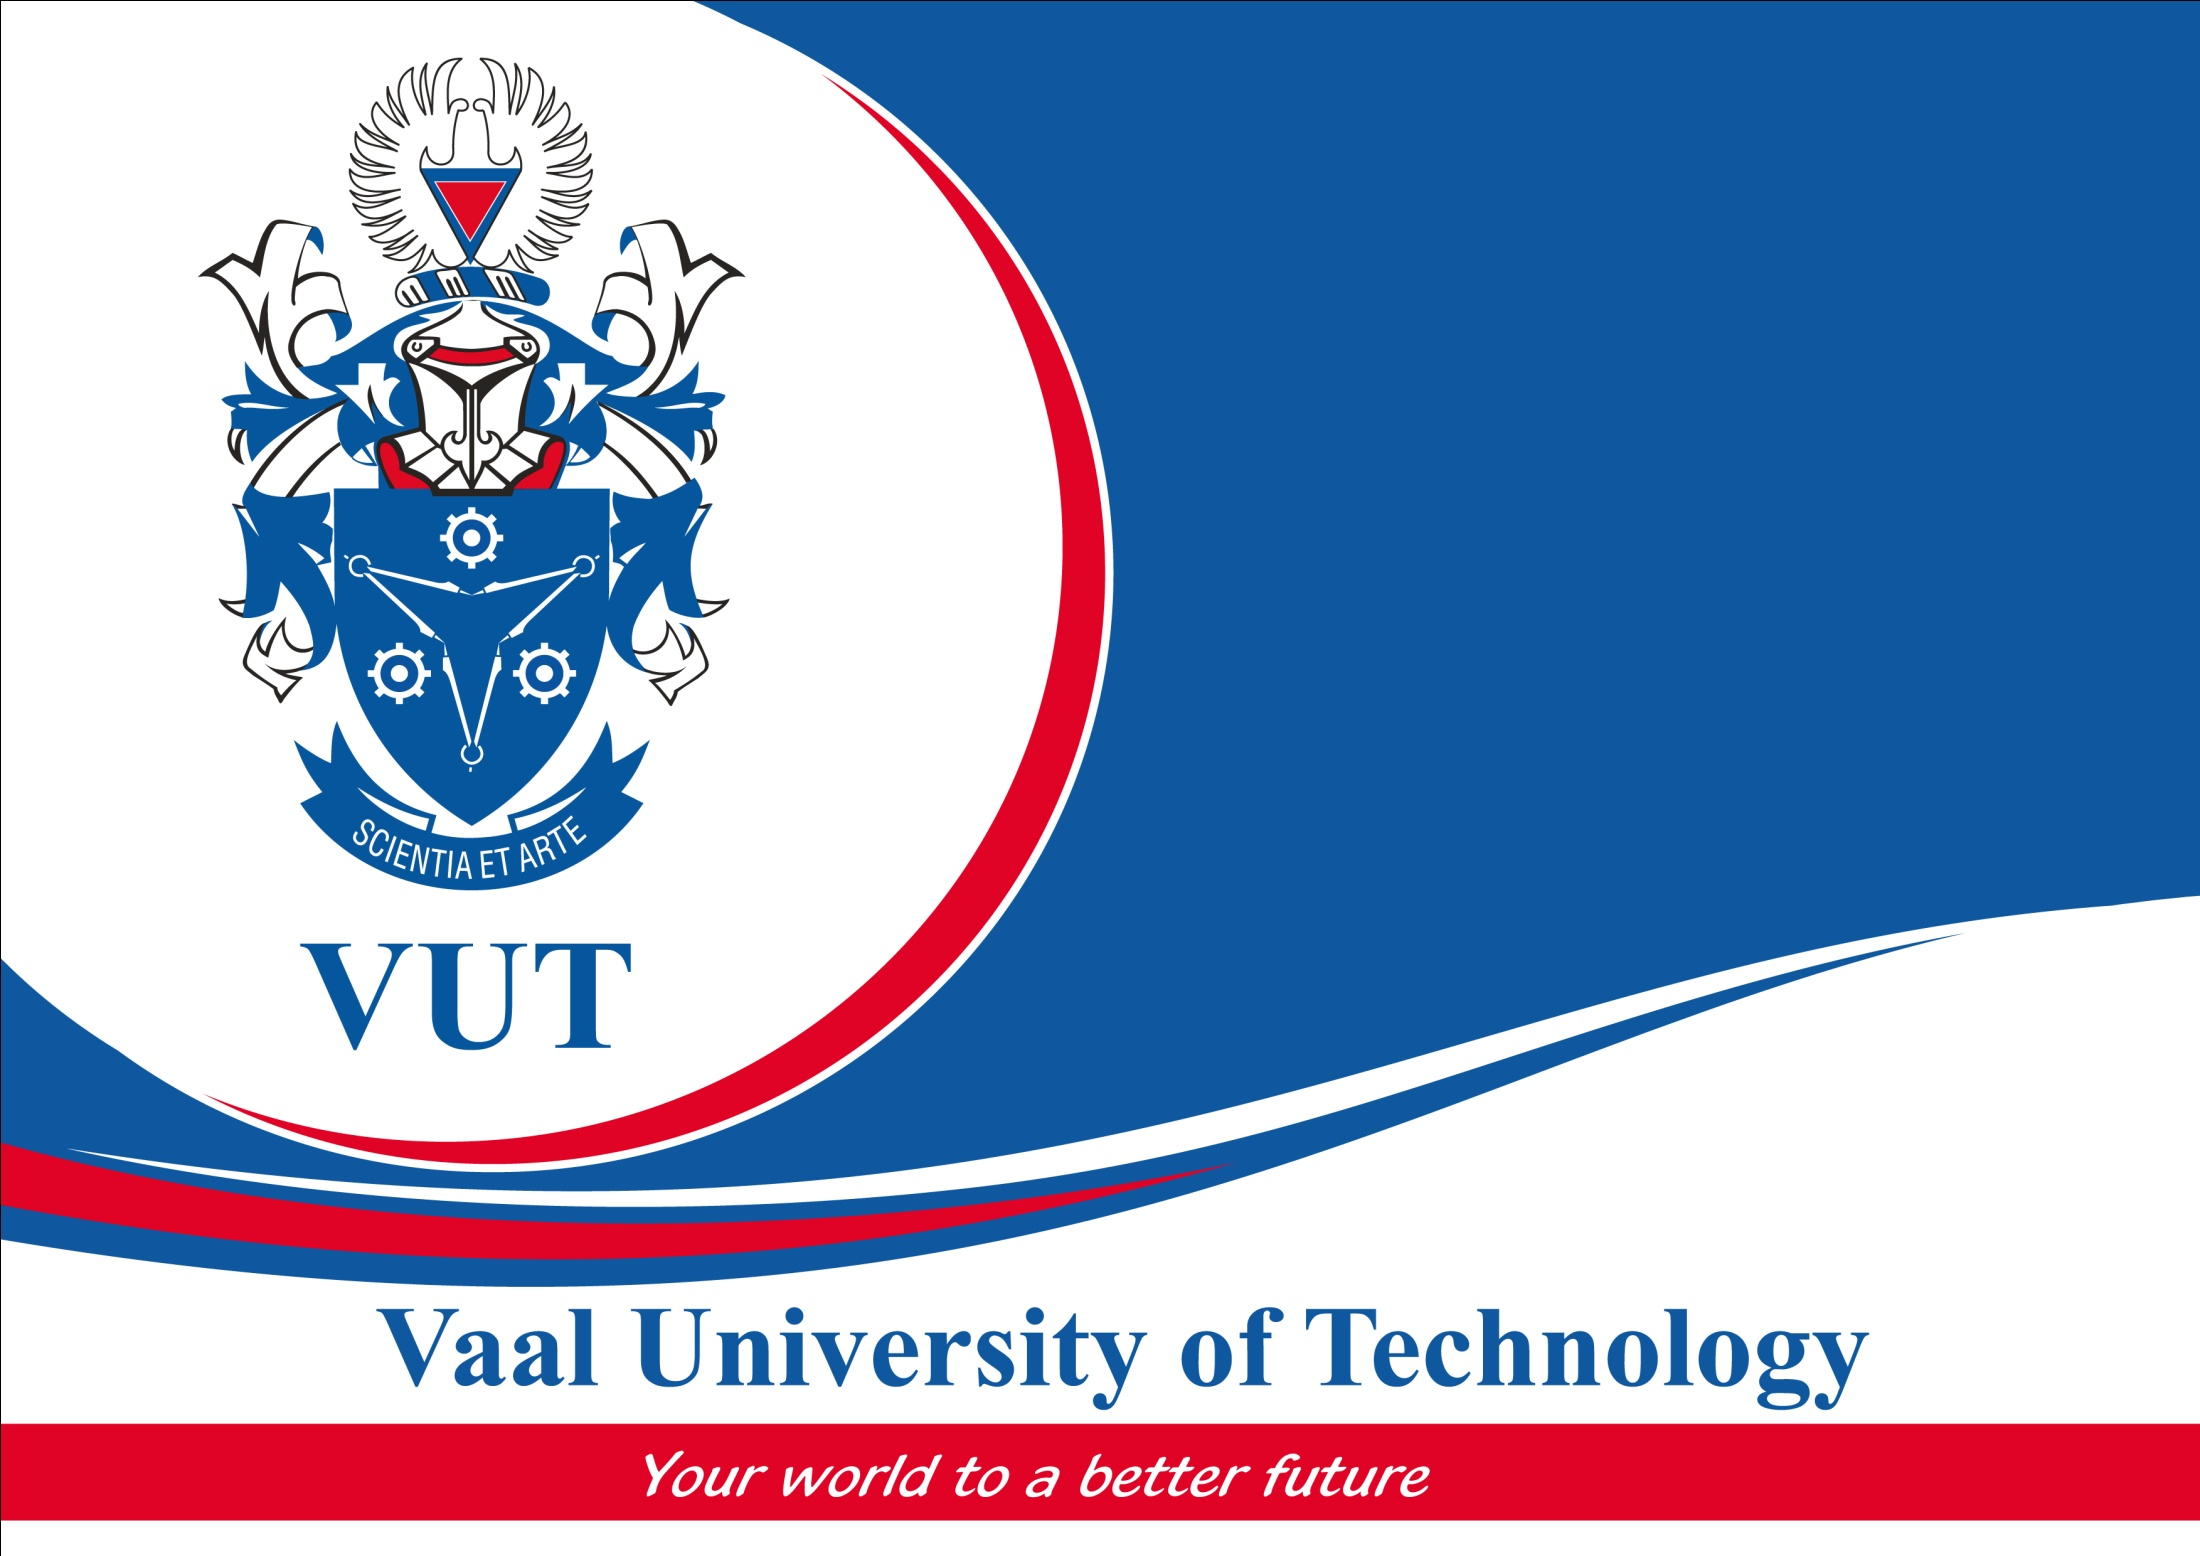 SCIENTIA ET ARTE
VUT
Vaal University of Technology
Your world to a better future